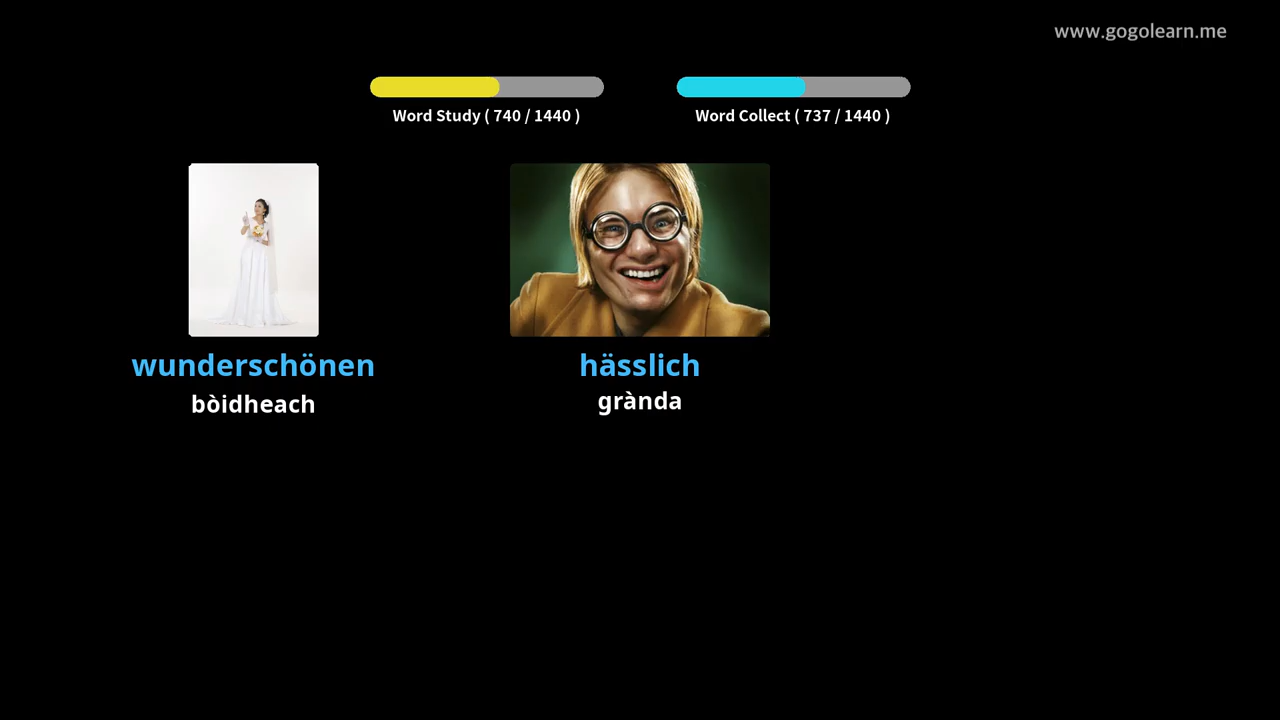 www.gogolearn.me
Word Study ( 740 / 1440 )
Word Collect ( 737 / 1440 )
wunderschönen
bòidheach
hässlich
grànda